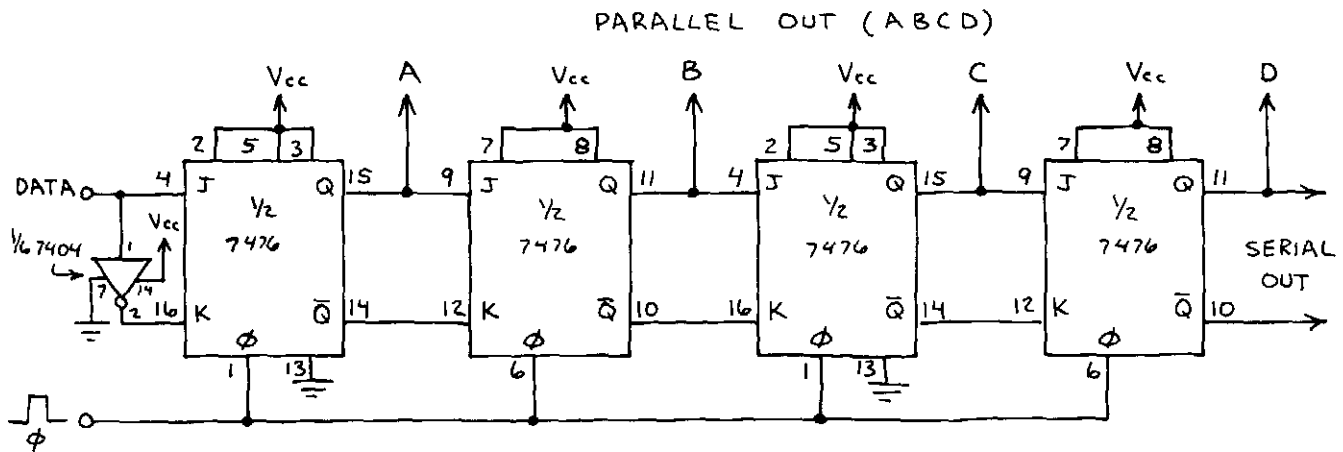 PARALLEL OUT (ABCD)
Vcc A Vcc B Vcc C Vcc D
2 5 3 7 8 2 5 3 7 8
DATA 4 J Q 15 9 J Q 11 4 J Q 15 9 J Q 11
Vcc 1/2 1/2 1/2 1/2
1/6 7404 1 7476 7476 7476 7476 SERIAL
7 14 OUT
2 16 K Q̅ 14 12 K Q̅ 10 16 K Q̅ 14 12 K Q̅ 10
ϕ ϕ ϕ ϕ
1 13 6 1 13 6
ϕ